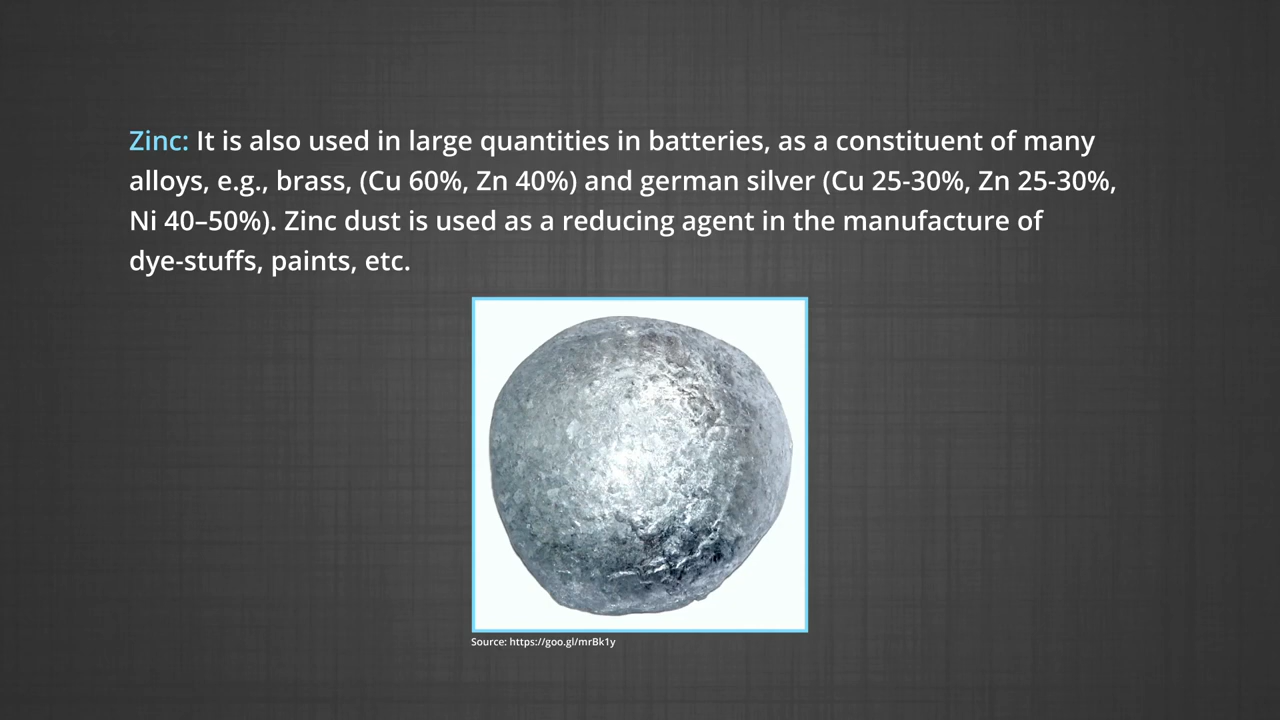 Zinc: It is also used in large quantities in batteries, as a constituent of many
alloys, e.g., brass, (Cu 60%, Zn 40%) and german silver (Cu 25-30%, Zn 25-30%,
Ni 40–50%). Zinc dust is used as a reducing agent in the manufacture of
dye-stuffs, paints, etc.
Source: https://goo.gl/mrBk1y